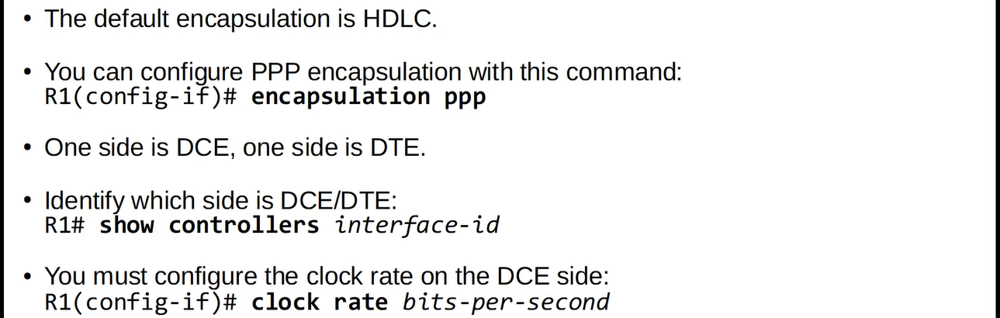 • The default encapsulation is HDLC.
• You can configure PPP encapsulation with this command:
R1(config-if)# encapsulation ppp
• One side is DCE, one side is DTE.
• Identify which side is DCE/DTE:
R1# show controllers interface-id
• You must configure the clock rate on the DCE side:
R1(config-if)# clock rate bits-per-second